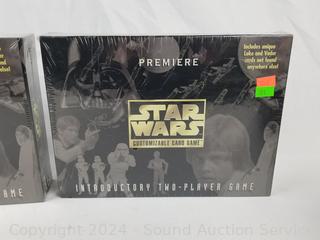 PREMIERE
Includes unique
Luke and Vader
cards not found
anywhere else!
STAR
WARS
CUSTOMIZABLE CARD GAME
INTRODUCTORY TWO-PLAYER GAME
AME
Copyright 2024 - Sound Auction Service